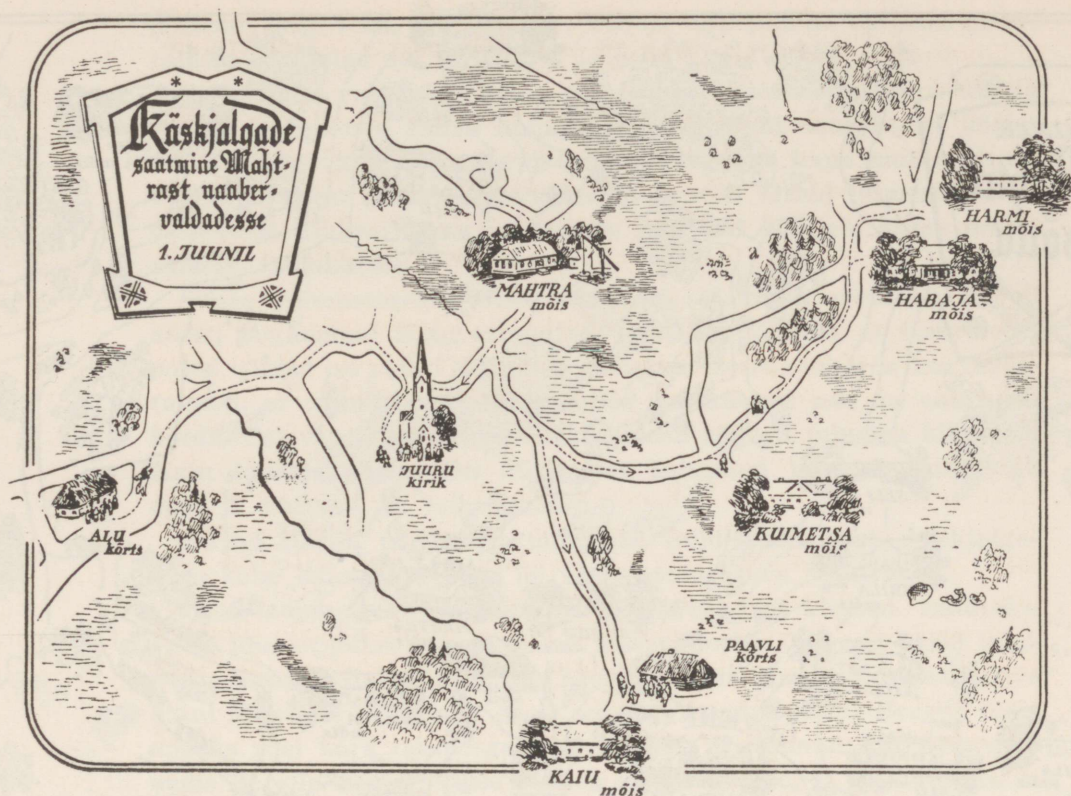 Käskjalgade
saatmine Maht-
rast naaber-
valdadesse
1. JUUNIL
HARMI
mõis
MAHTRA
mõis
HABAJA
mõis
JUURU
kirik
ALU
kõrts
KUIMETSA
mõis
PAAVLI
kõrts
KAIU
mõis